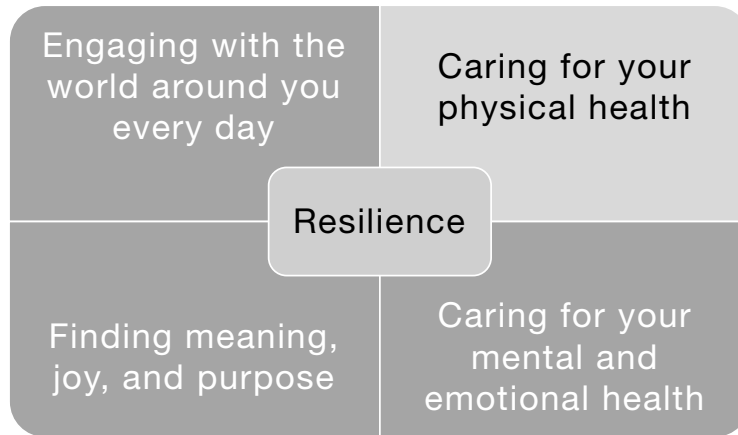 Engaging with the
world around you
every day
Caring for your
physical health
Resilience
Finding meaning,
joy, and purpose
Caring for your
mental and
emotional health